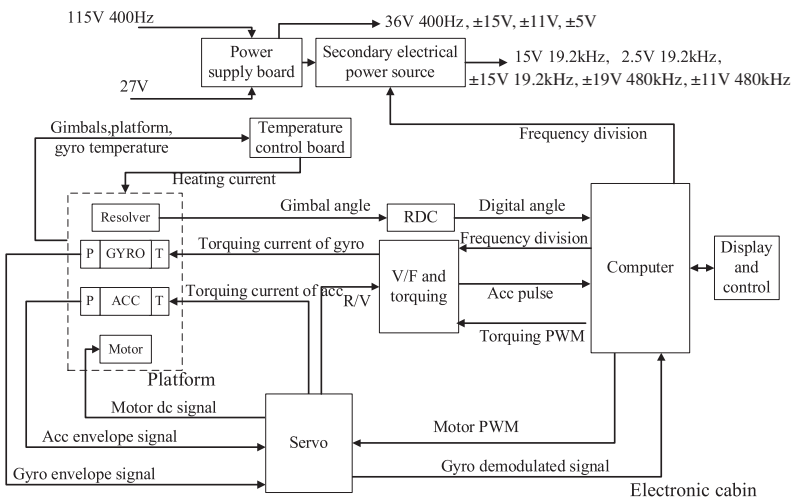 115V 400Hz
36V 400Hz, ±15V, ±11V, ±5V
Power
supply board
Secondary electrical
power source
15V 19.2kHz, 2.5V 19.2kHz,
±15V 19.2kHz, ±19V 480kHz, ±11V 480kHz
27V
Gimbals,platform,
gyro temperature
Temperature
control board
Frequency division
Heating current
Resolver
Gimbal angle
RDC
Digital angle
P GYRO T
Torquing current of gyro
Frequency division
V/F and
torquing
Computer
Display
and
control
P ACC T
Torquing current of acc
R/V
Acc pulse
Torquing PWM
Motor
Platform
Motor dc signal
Servo
Motor PWM
Acc envelope signal
Gyro envelope signal
Gyro demodulated signal
Electronic cabin